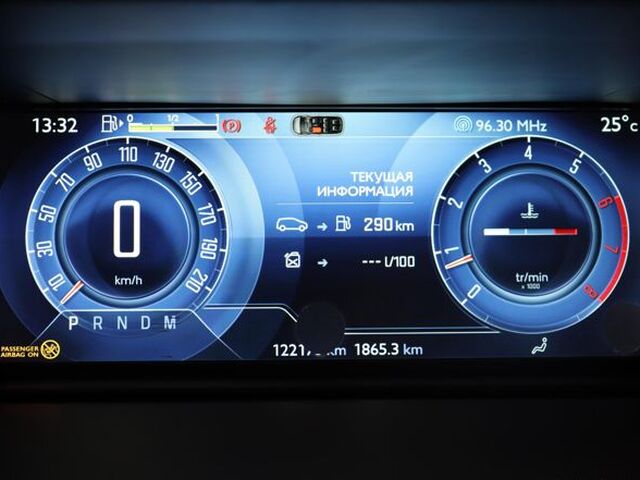 13:32
0 1/2 1
96.30 MHz
25°c
10 30 50 70 90 110 130 150 170 190 210
0
km/h
ТЕКУЩАЯ
ИНФОРМАЦИЯ
290 km
--- l/100
0 1 2 3 4 5 6 7 8
tr/min
x 1000
P R N D M
PASSENGER
AIRBAG ON
km 1865.3 km